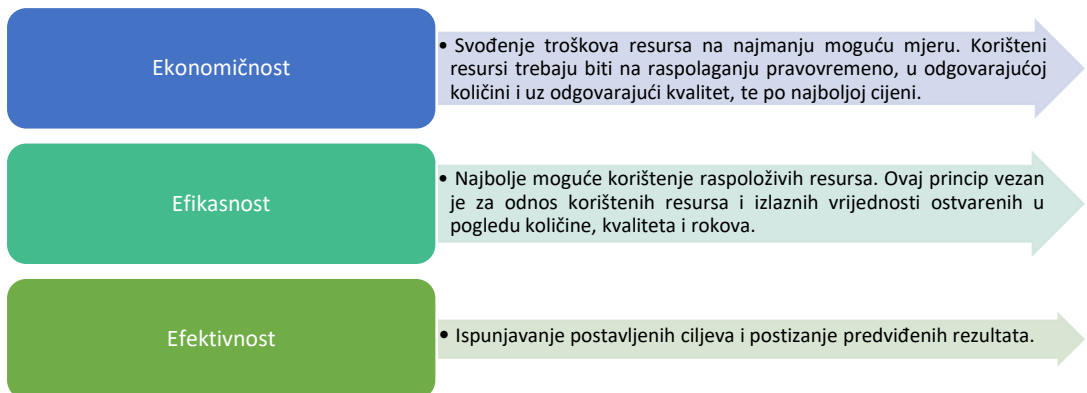 Ekonomičnost
• Svođenje troškova resursa na najmanju moguću mjeru. Korišteni
resursi trebaju biti na raspolaganju pravovremeno, u odgovarajućoj
količini i uz odgovarajući kvalitet, te po najboljoj cijeni.
Efikasnost
• Najbolje moguće korištenje raspoloživih resursa. Ovaj princip vezan
je za odnos korištenih resursa i izlaznih vrijednosti ostvarenih u
pogledu količine, kvaliteta i rokova.
Efektivnost
• Ispunjavanje postavljenih ciljeva i postizanje predviđenih rezultata.